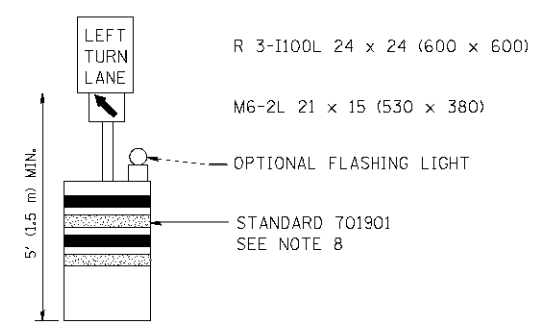 LEFT
TURN
LANE
R 3-I100L 24 x 24 (600 x 600)
M6-2L 21 x 15 (530 x 380)
OPTIONAL FLASHING LIGHT
STANDARD 701901
SEE NOTE 8
5' (1.5 m) MIN.